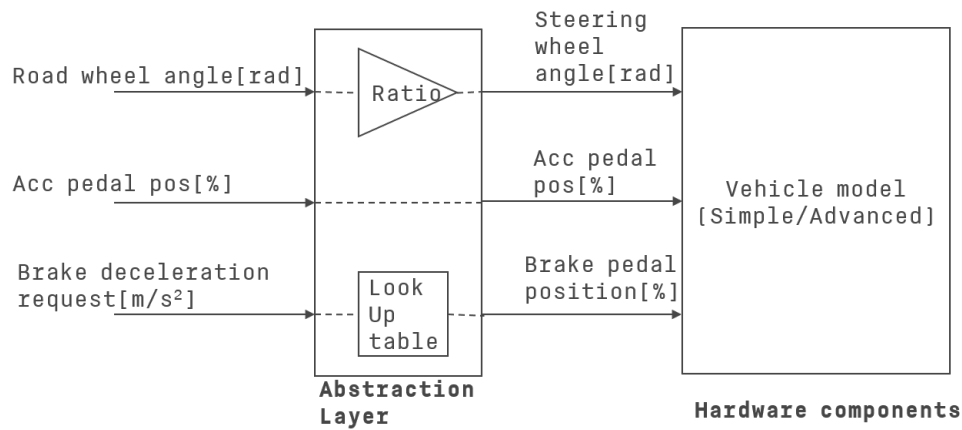 Steering
wheel
angle[rad]
Road wheel angle[rad]
Ratio
Acc pedal
pos[%]
Acc pedal pos[%]
Vehicle model
[Simple/Advanced]
Brake deceleration
request[m/s²]
Look
Up
table
Brake pedal
position[%]
Abstraction
Layer
Hardware components